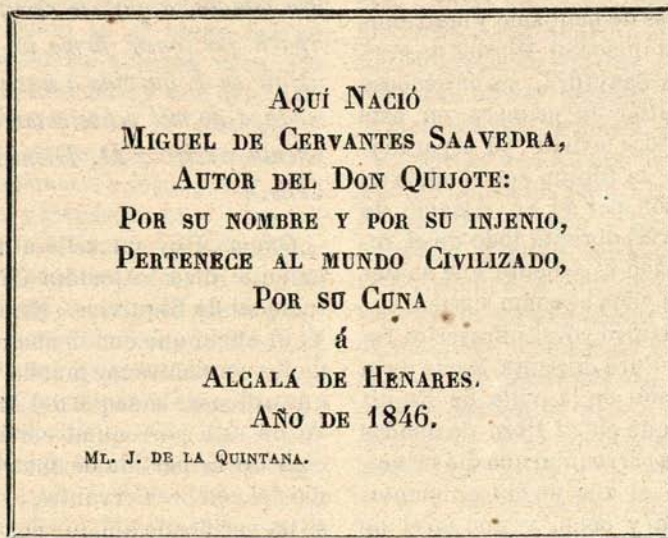 AQUÍ NACIÓ
MIGUEL DE CERVANTES SAAVEDRA,
AUTOR DEL DON QUIJOTE:
POR SU NOMBRE Y POR SU INJENIO,
PERTENECE AL MUNDO CIVILIZADO,
POR SU CUNA
á
ALCALÁ DE HENARES.
AÑO DE 1846.
ML. J. DE LA QUINTANA.